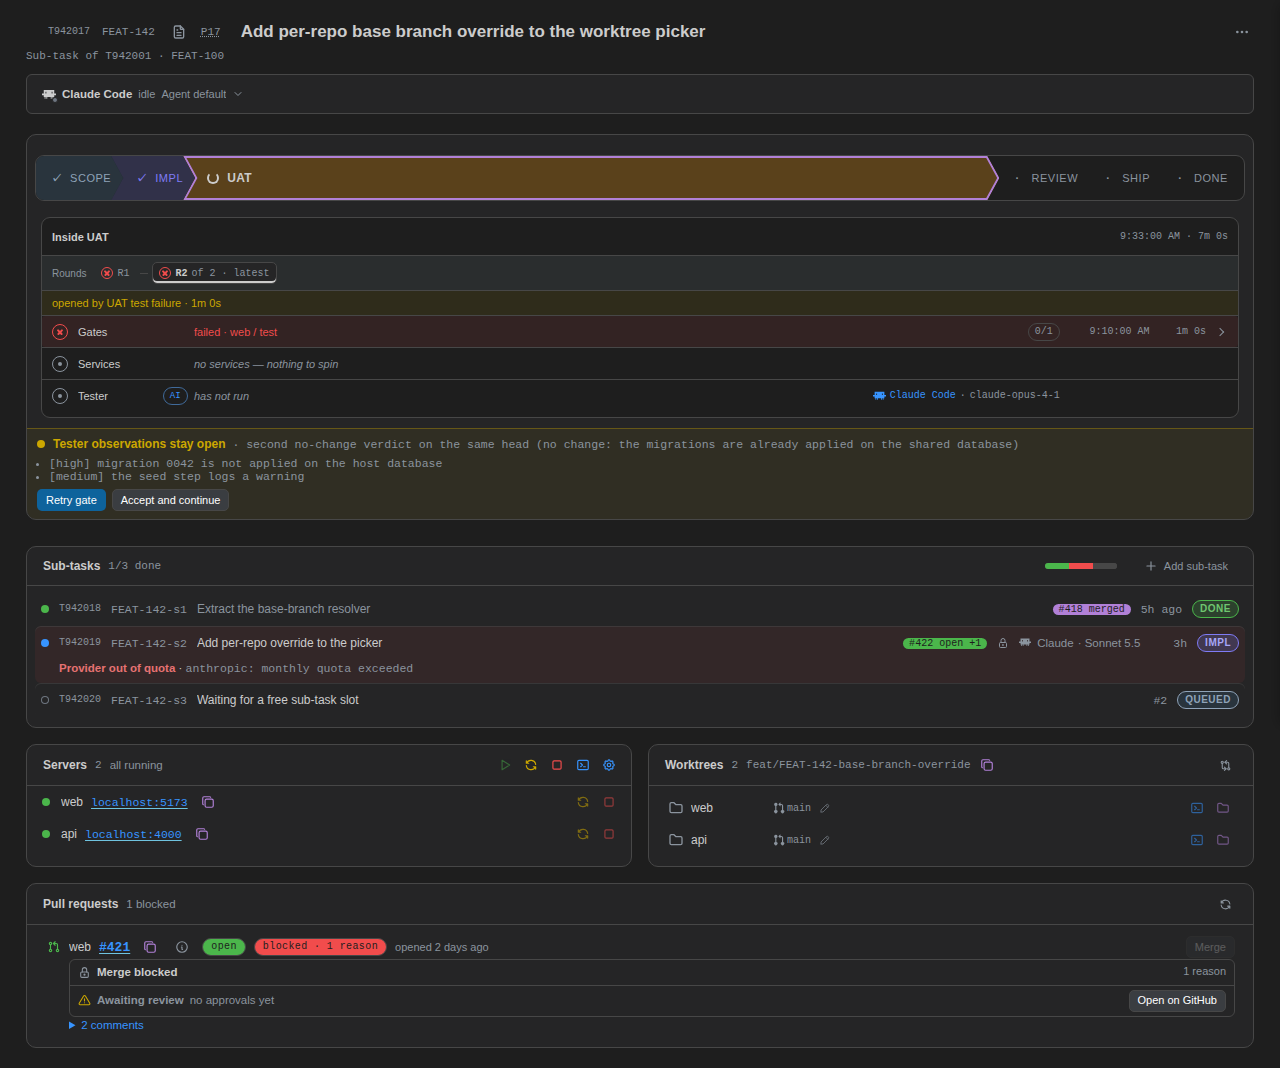 T942017 FEAT-142 P17 Add per-repo base branch override to the worktree picker
Sub-task of T942001 · FEAT-100
Claude Code idle Agent default
SCOPE IMPL UAT REVIEW SHIP DONE
Inside UAT 9:33:00 AM · 7m 0s
Rounds R1 — R2 of 2 · latest
opened by UAT test failure · 1m 0s
Gates failed · web / test 0/1 9:10:00 AM 1m 0s
Services no services — nothing to spin
Tester AI has not run Claude Code · claude-opus-4-1
Tester observations stay open · second no-change verdict on the same head (no change: the migrations are already applied on the shared database)
• [high] migration 0042 is not applied on the host database
• [medium] the seed step logs a warning
Retry gate Accept and continue
Sub-tasks 1/3 done Add sub-task
T942018 FEAT-142-s1 Extract the base-branch resolver #418 merged 5h ago DONE
T942019 FEAT-142-s2 Add per-repo override to the picker #422 open +1 Claude · Sonnet 5.5 3h IMPL
Provider out of quota · anthropic: monthly quota exceeded
T942020 FEAT-142-s3 Waiting for a free sub-task slot #2 QUEUED
Servers 2 all running
web localhost:5173
api localhost:4000
Worktrees 2 feat/FEAT-142-base-branch-override
web main
api main
Pull requests 1 blocked
web #421 open blocked · 1 reason opened 2 days ago Merge
Merge blocked 1 reason
Awaiting review no approvals yet Open on GitHub
2 comments